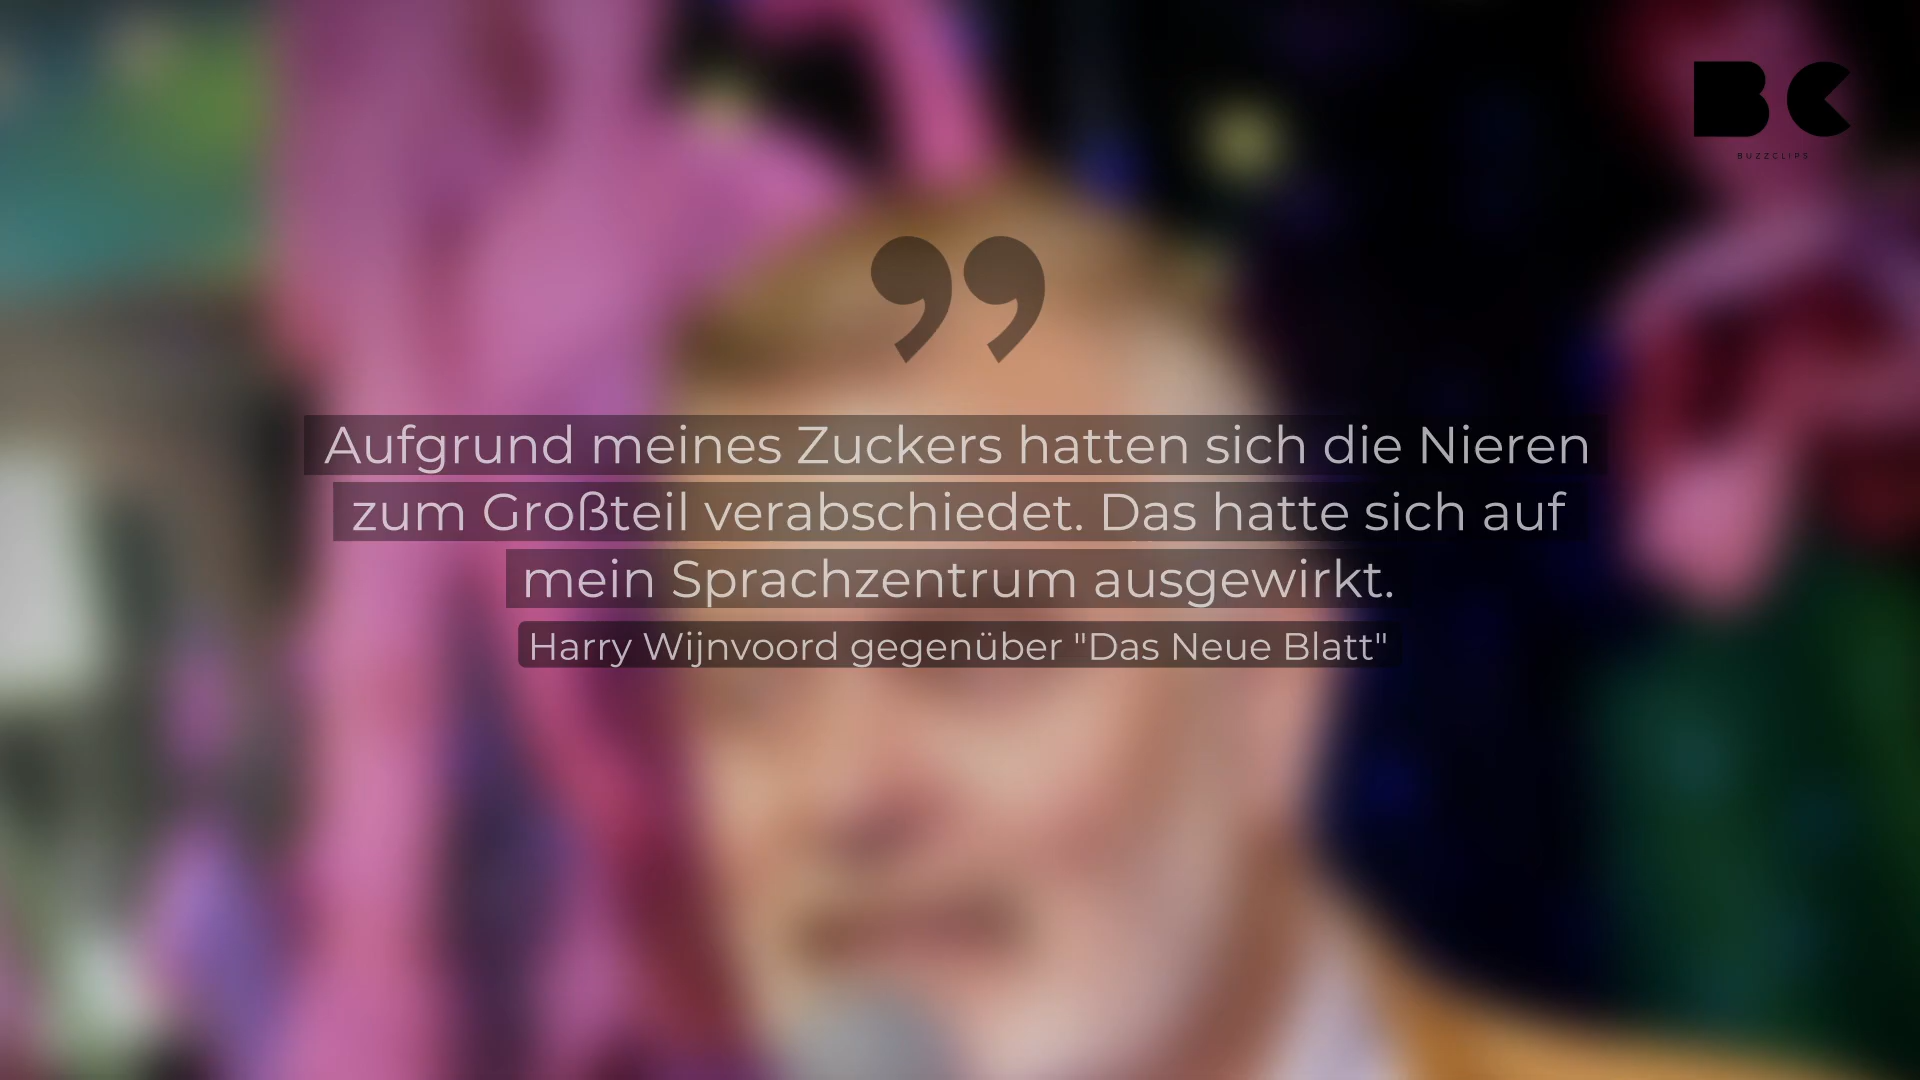 BC
BUZZCLIPS
”
Aufgrund meines Zuckers hatten sich die Nieren
zum Großteil verabschiedet. Das hatte sich auf
mein Sprachzentrum ausgewirkt.
Harry Wijnvoord gegenüber "Das Neue Blatt"